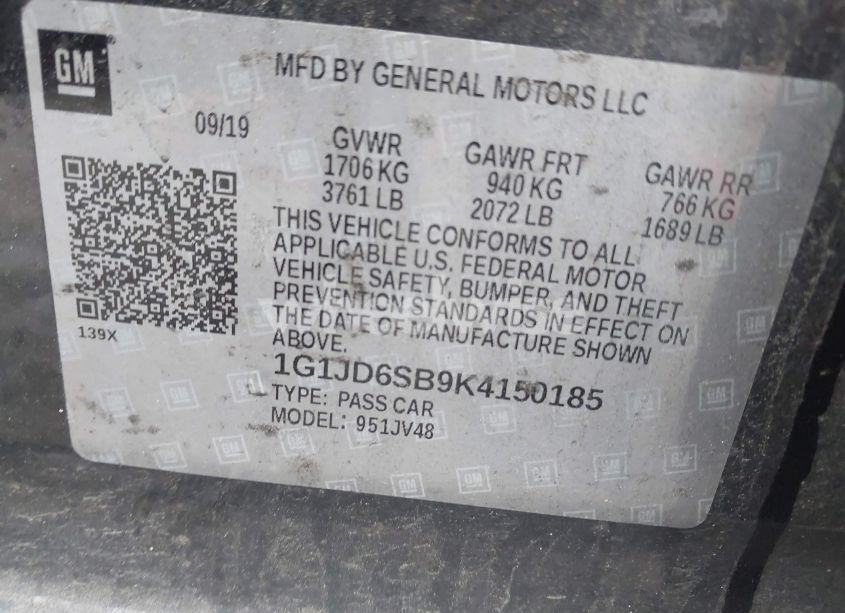 GM
MFD BY GENERAL MOTORS LLC
09/19
GVWR
1706 KG
3761 LB
GAWR FRT
940 KG
2072 LB
GAWR RR
766 KG
1689 LB
THIS VEHICLE CONFORMS TO ALL
APPLICABLE U.S. FEDERAL MOTOR
VEHICLE SAFETY, BUMPER, AND THEFT
PREVENTION STANDARDS IN EFFECT ON
THE DATE OF MANUFACTURE SHOWN
ABOVE.
139X
1G1JD6SB9K4150185
TYPE: PASS CAR
MODEL: 951JV48